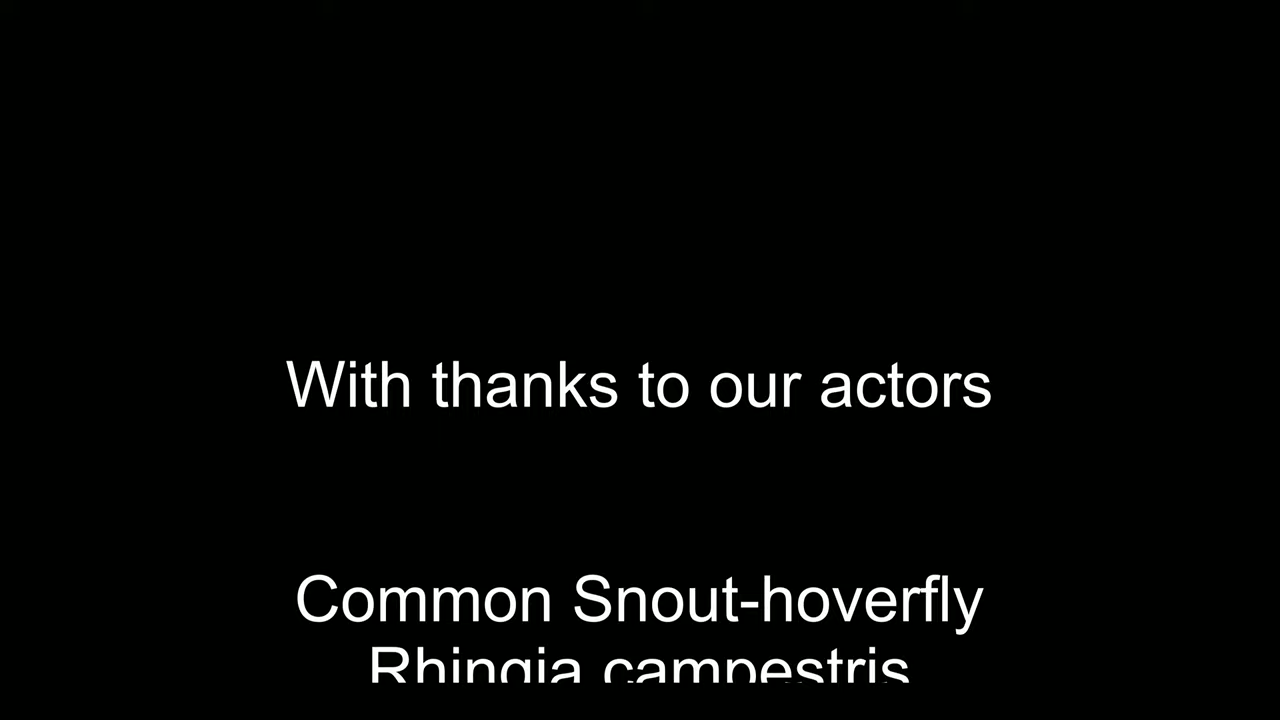 With thanks to our actors
Common Snout-hoverfly
Rhingia campestris